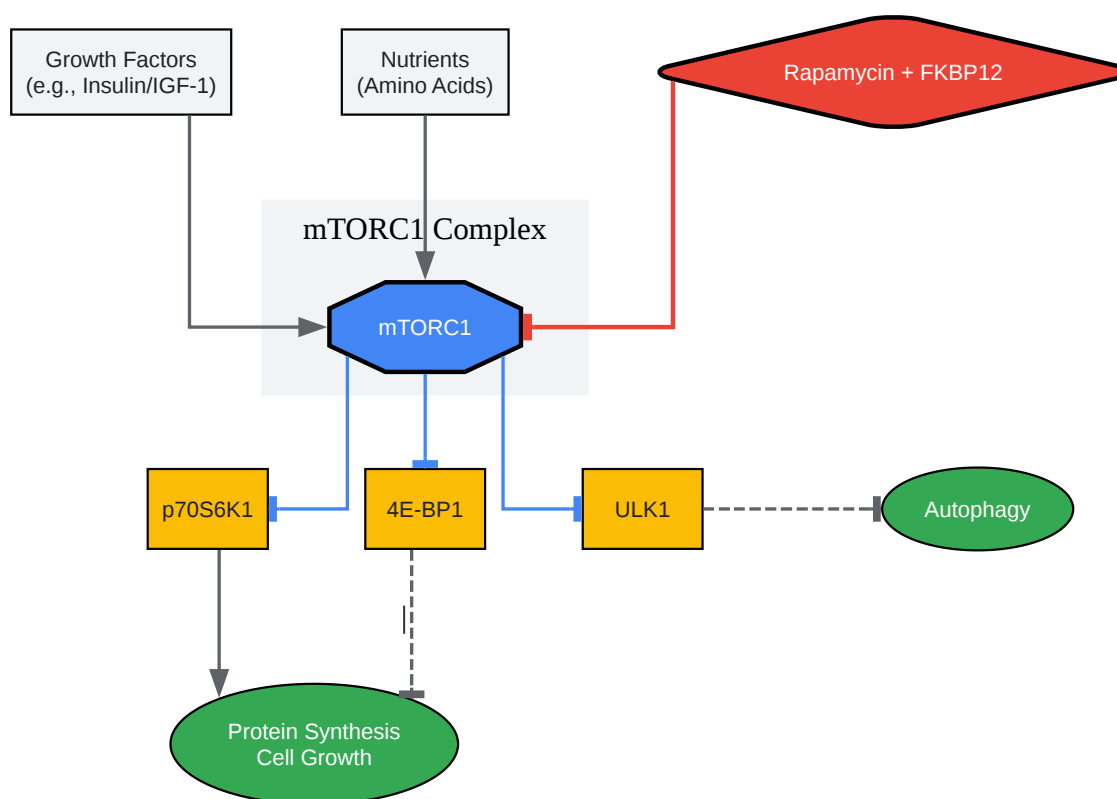 Growth Factors
(e.g., Insulin/IGF-1)
Nutrients
(Amino Acids)
Rapamycin + FKBP12
mTORC1 Complex
mTORC1
p70S6K1
4E-BP1
ULK1
Autophagy
Protein Synthesis
Cell Growth